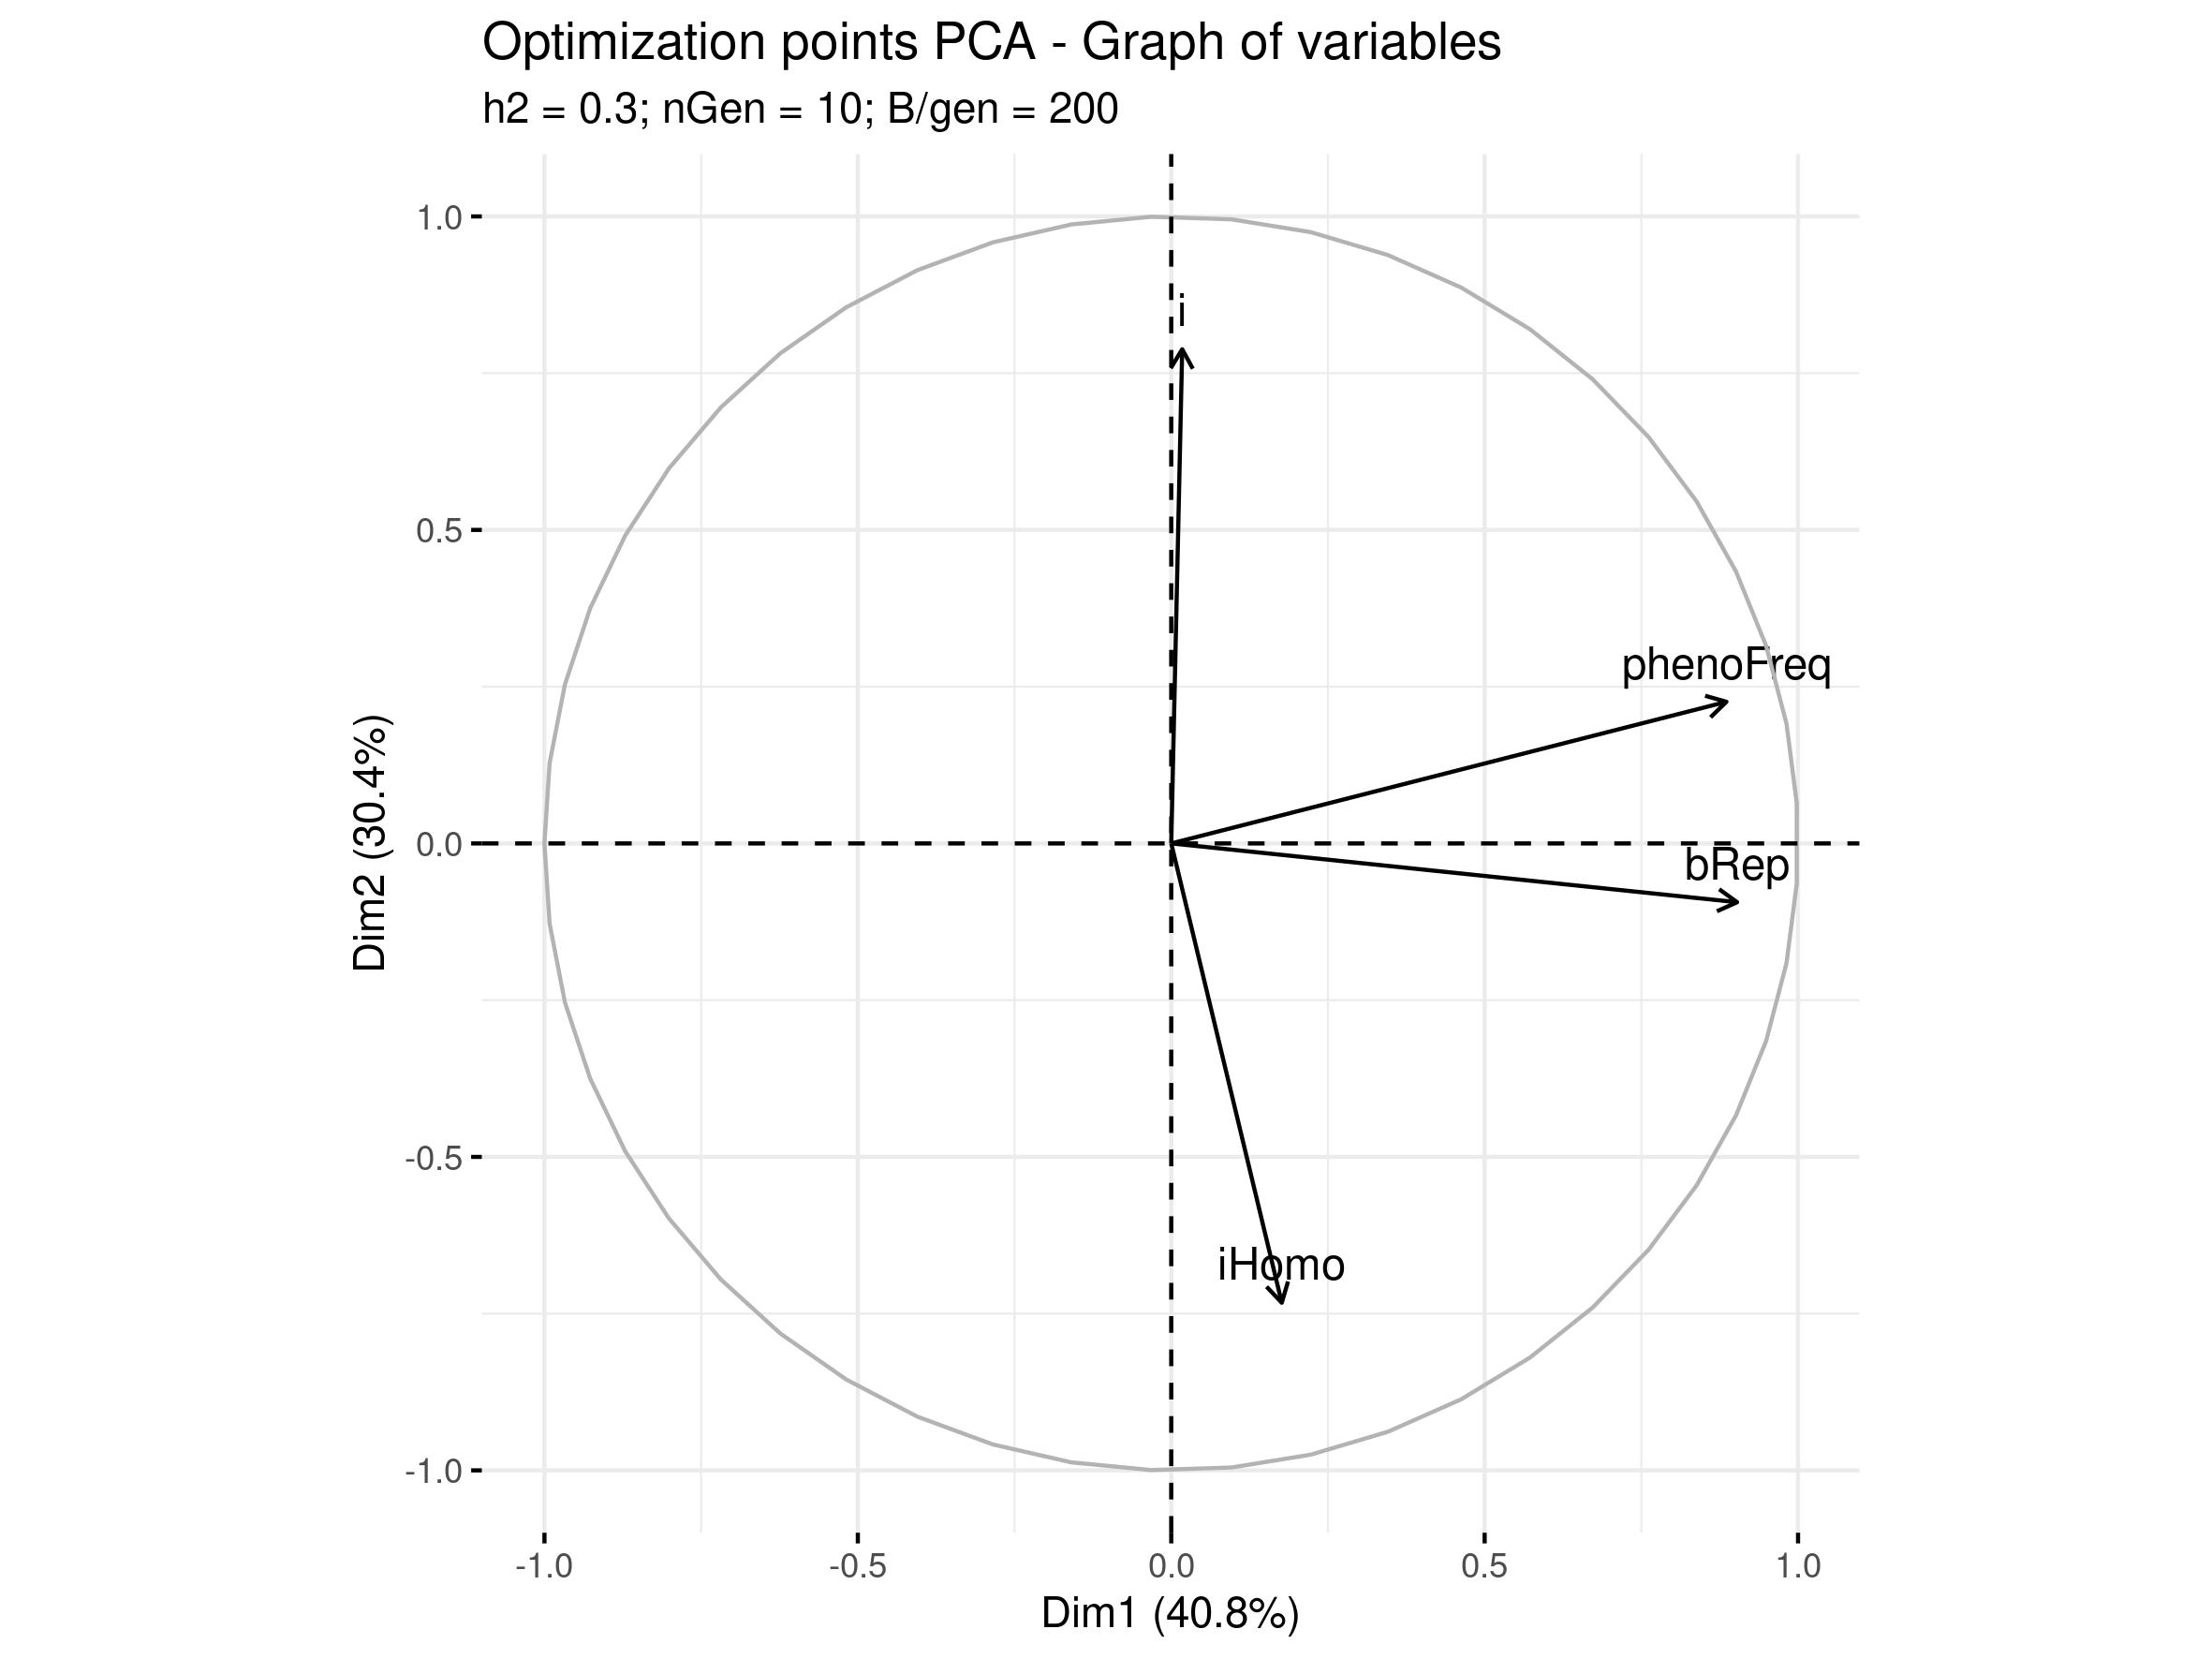 Optimization points PCA - Graph of variables
h2 = 0.3; nGen = 10; B/gen = 200
1.0
i
0.5
phenoFreq
Dim2 (30.4%)
0.0
bRep
-0.5
iHomo
-1.0
-1.0 -0.5 0.0 0.5 1.0
Dim1 (40.8%)